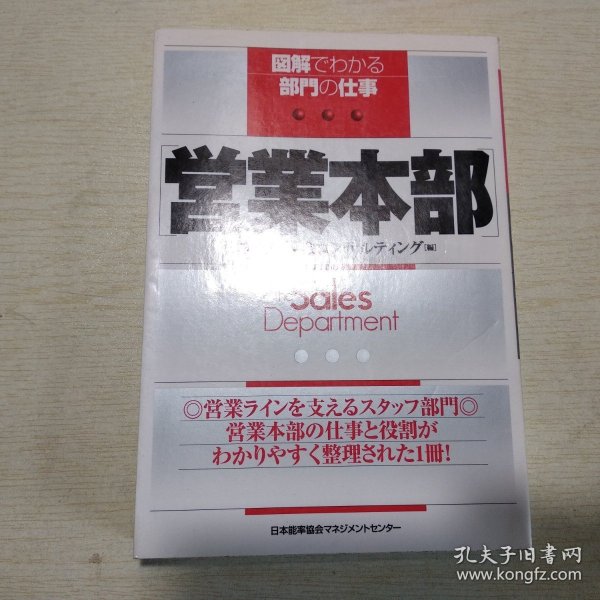 図解でわかる
部門の仕事
[営業本部]
ルティング[編]
Sales
Department
◎営業ラインを支えるスタッフ部門◎
営業本部の仕事と役割が
わかりやすく整理された1冊!
日本能率協会マネジメントセンター
孔夫子旧书网
www.kongfz.com